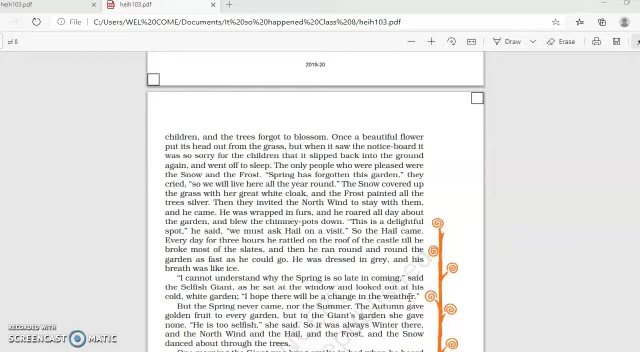 heih103.pdf
heih103.pdf
File | C:/Users/WEL%20COME/Documents/It%20so%20happened%20Class%208/heih103.pdf
of 8
Draw
Erase
2019-20
children, and the trees forgot to blossom. Once a beautiful flower
put its head out from the grass, but when it saw the notice-board it
was so sorry for the children that it slipped back into the ground
again, and went off to sleep. The only people who were pleased were
the Snow and the Frost. “Spring has forgotten this garden,” they
cried, “so we will live here all the year round.” The Snow covered up
the grass with her great white cloak, and the Frost painted all the
trees silver. Then they invited the North Wind to stay with them,
and he came. He was wrapped in furs, and he roared all day about
the garden, and blew the chimney-pots down. “This is a delightful
spot,” he said, “we must ask Hail on a visit.” So the Hail came.
Every day for three hours he rattled on the roof of the castle till he
broke most of the slates, and then he ran round and round the
garden as fast as he could go. He was dressed in grey, and his
breath was like ice.
“I cannot understand why the Spring is so late in coming,” said
the Selfish Giant, as he sat at the window and looked out at his
cold, white garden; “I hope there will be a change in the weather.”
But the Spring never came, nor the Summer. The Autumn gave
golden fruit to every garden, but to the Giant’s garden she gave
none. “He is too selfish,” she said. So it was always Winter there,
and the North Wind and the Hail, and the Frost, and the Snow
danced about through the trees.
RECORDED WITH
SCREENCAST MATIC